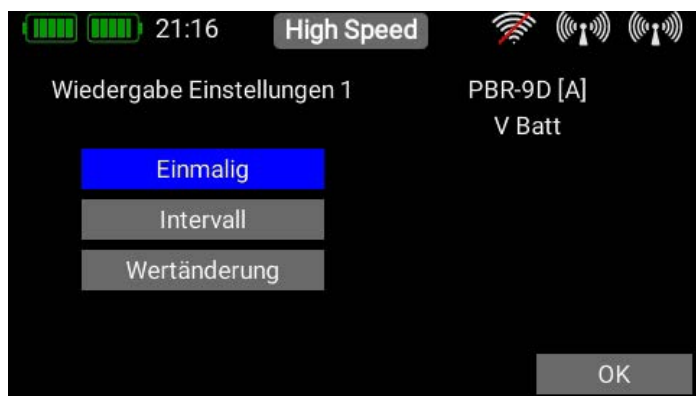 21:16 High Speed
Wiedergabe Einstellungen 1 PBR-9D [A]
V Batt
Einmalig
Intervall
Wertänderung
OK